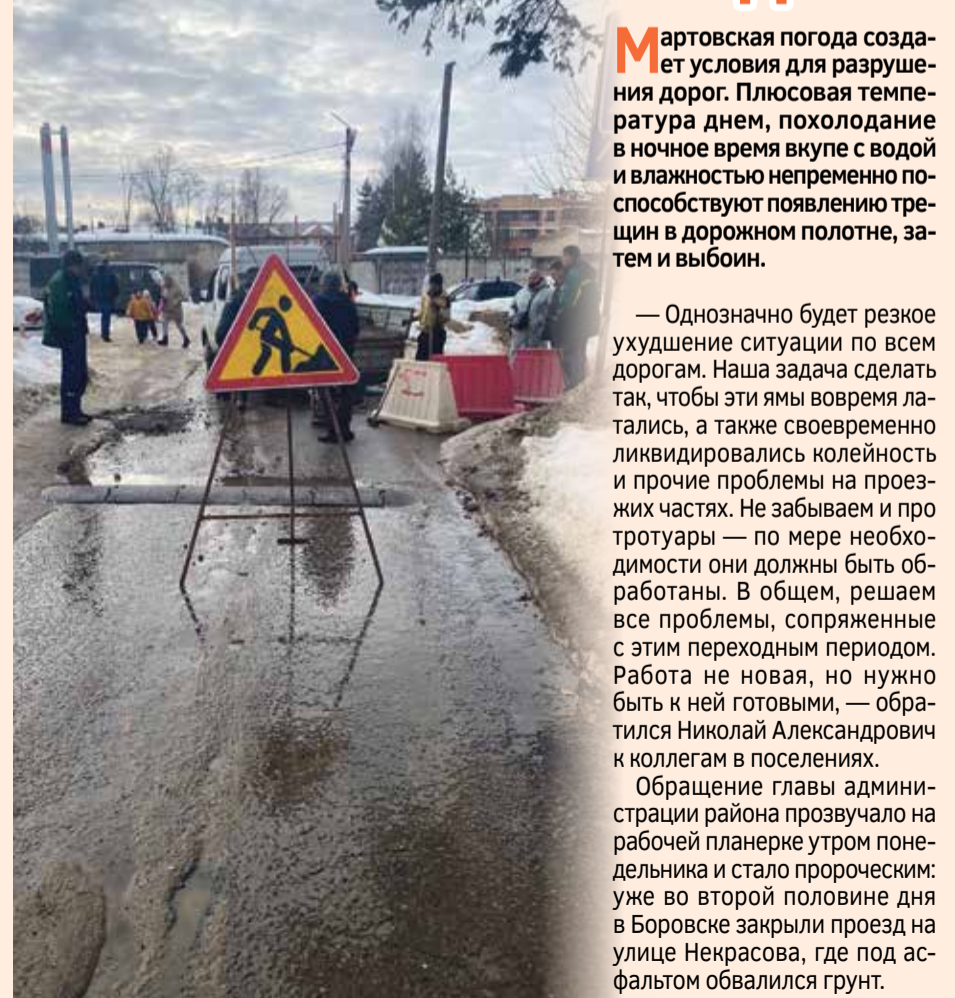 Мартовская погода созда-
ет условия для разруше-
ния дорог. Плюсовая темпе-
ратура днем, похолодание
в ночное время вкупе с водой
и влажностью непременно по-
способствуют появлению тре-
щин в дорожном полотне, за-
тем и выбоин.
— Однозначно будет резкое
ухудшение ситуации по всем
дорогам. Наша задача сделать
так, чтобы эти ямы вовремя ла-
тались, а также своевременно
ликвидировались колейность
и прочие проблемы на проез-
жих частях. Не забываем и про
тротуары — по мере необхо-
димости они должны быть об-
работаны. В общем, решаем
все проблемы, сопряженные
с этим переходным периодом.
Работа не новая, но нужно
быть к ней готовыми, — обра-
тился Николай Александрович
к коллегам в поселениях.
Обращение главы админи-
страции района прозвучало на
рабочей планерке утром поне-
дельника и стало пророческим:
уже во второй половине дня
в Боровске закрыли проезд на
улице Некрасова, где под ас-
фальтом обвалился грунт.